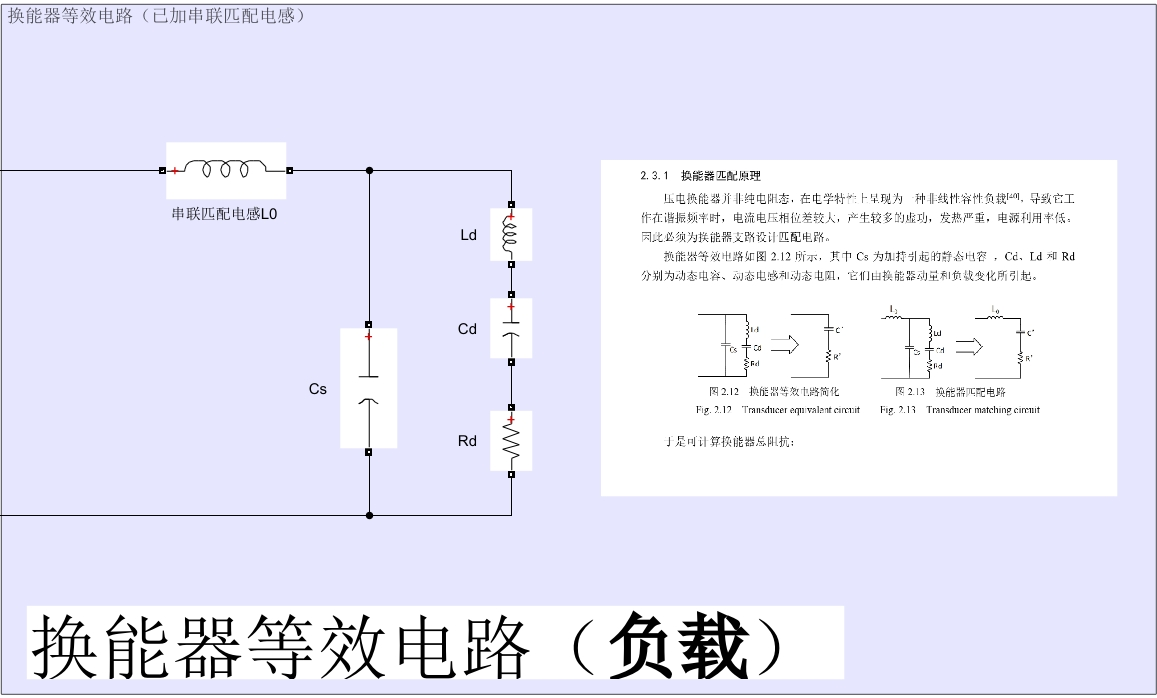 换能器等效电路（已加串联匹配电感）
串联匹配电感L0
Ld
Cd
Cs
Rd
2.3.1 换能器匹配原理
压电换能器并非纯电阻态，在电学特性上呈现为一种非线性容性负载[40]，导致它工
作在谐振频率时，电流电压相位差较大，产生较多的虚功，发热严重，电源利用率低。
因此必须为换能器支路设计匹配电路。
换能器等效电路如图 2.12 所示，其中 Cs 为加持引起的静态电容 ，Cd、Ld 和 Rd
分别为动态电容、动态电感和动态电阻，它们由换能器动量和负载变化所引起。
Cs
Ld
Cd
Rd
C'
R'
Cs
Ld
Cd
Rd
L0
C'
R'
图 2.12 换能器等效电路简化
图 2.13 换能器匹配电路
Fig. 2.12 Transducer equivalent circuit
Fig. 2.13 Transducer matching circuit
于是可计算换能器总阻抗：
换能器等效电路（负载）